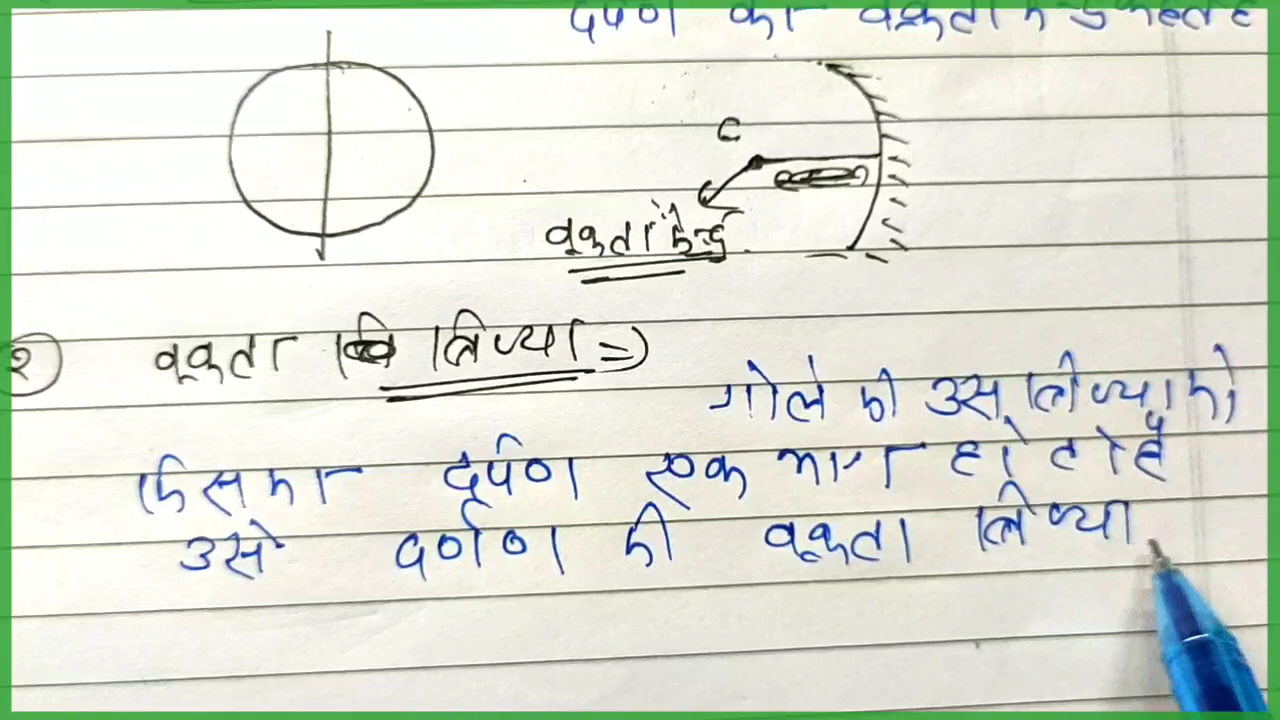 दर्पण का वक्रता केन्द्र कहते है
C
वक्रता केन्द्र
२ वक्रता त्रिज्या =>
गोले की उस त्रिज्या को
जिसका दर्पण एक भाग होता है
उसे दर्पण की वक्रता त्रिज्या